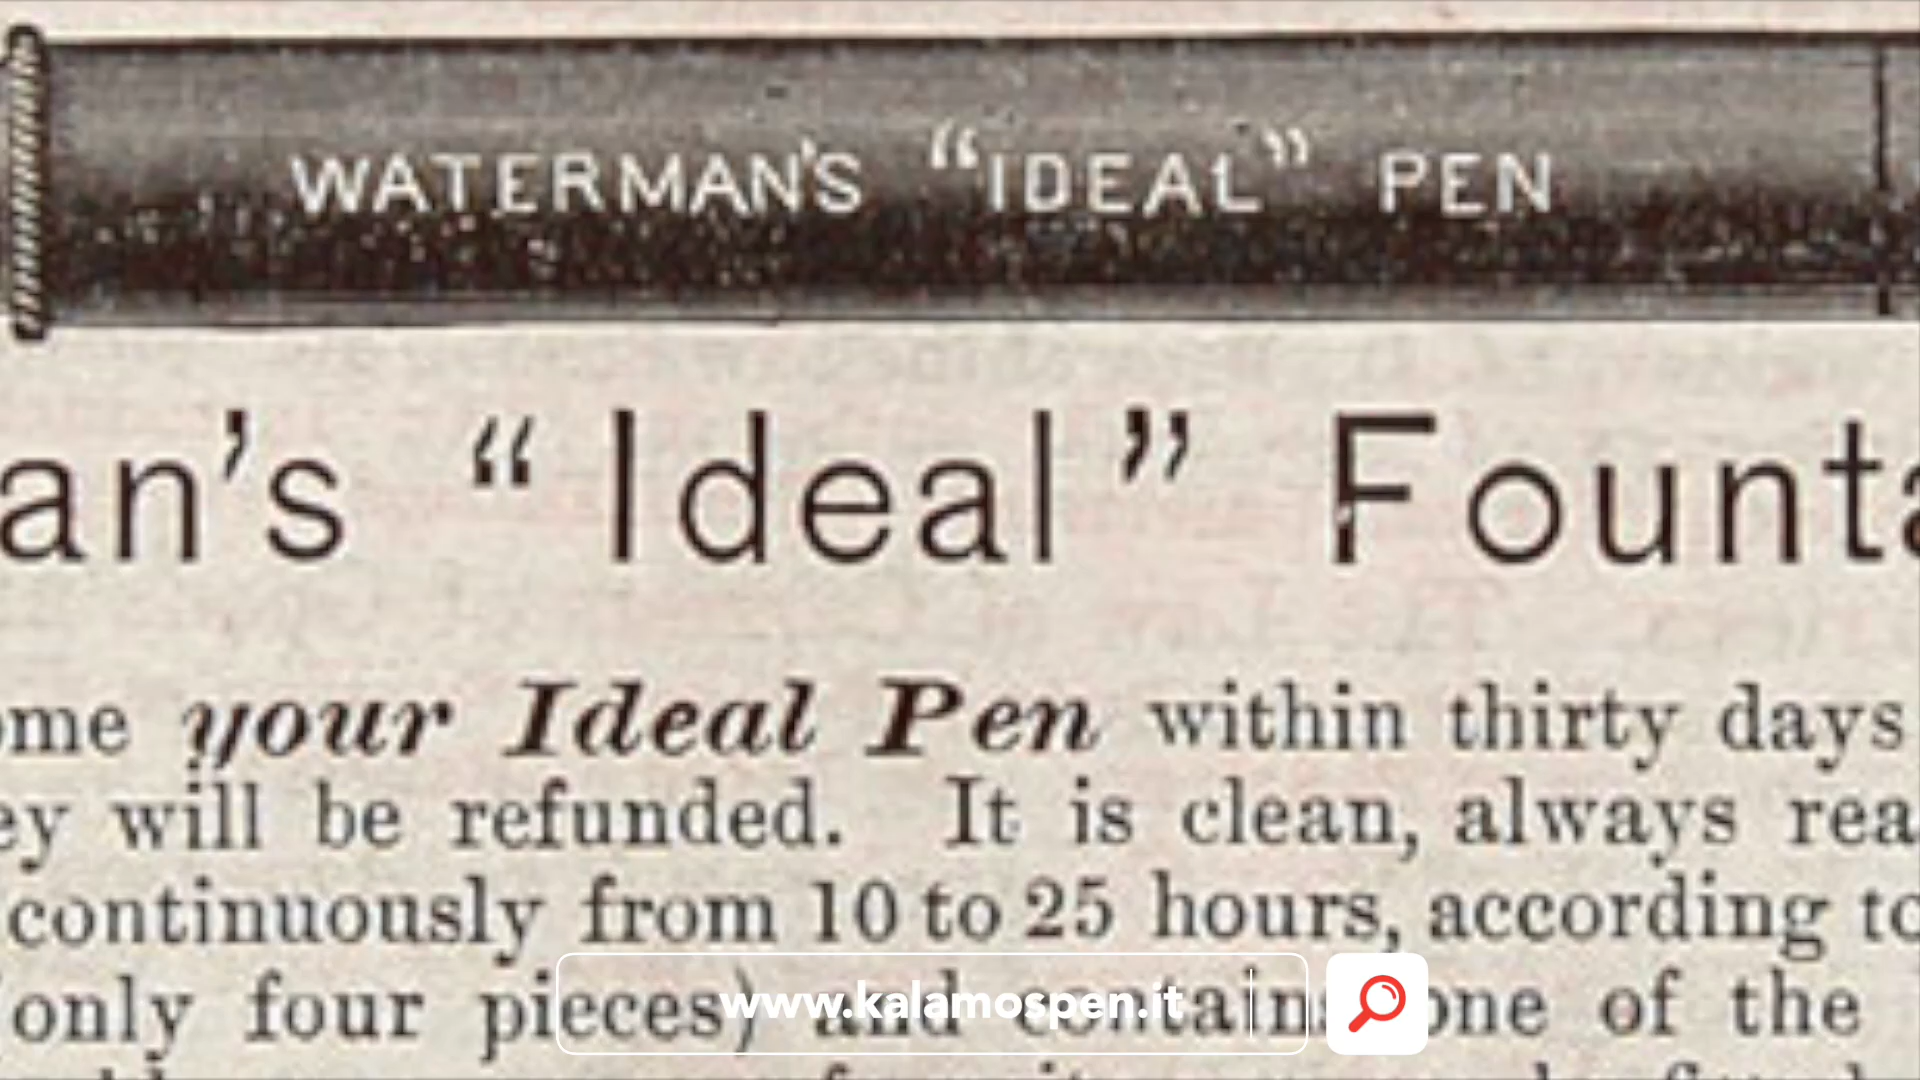 WATERMAN'S “IDEAL” PEN
an's “Ideal” Founta
ome your Ideal Pen within thirty days
ey will be refunded. It is clean, always rea
continuously from 10 to 25 hours, according to
only four pieces) and contain one of the
www.kalamospen.it